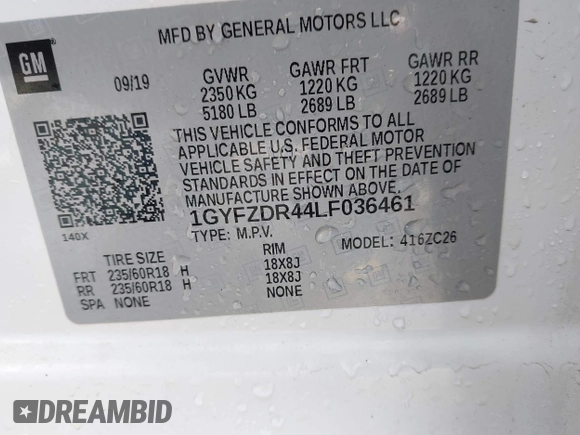 MFD BY GENERAL MOTORS LLC
GM
09/19
GVWR GAWR FRT GAWR RR
2350 KG 1220 KG 1220 KG
5180 LB 2689 LB 2689 LB
THIS VEHICLE CONFORMS TO ALL
APPLICABLE U.S. FEDERAL MOTOR
VEHICLE SAFETY AND THEFT PREVENTION
STANDARDS IN EFFECT ON THE DATE OF
MANUFACTURE SHOWN ABOVE.
1GYFZDR44LF036461
140X
TYPE: M.P.V. MODEL: 416ZC26
TIRE SIZE RIM
FRT 235/60R18 H 18X8J
RR 235/60R18 H 18X8J
SPA NONE NONE
DREAMBID